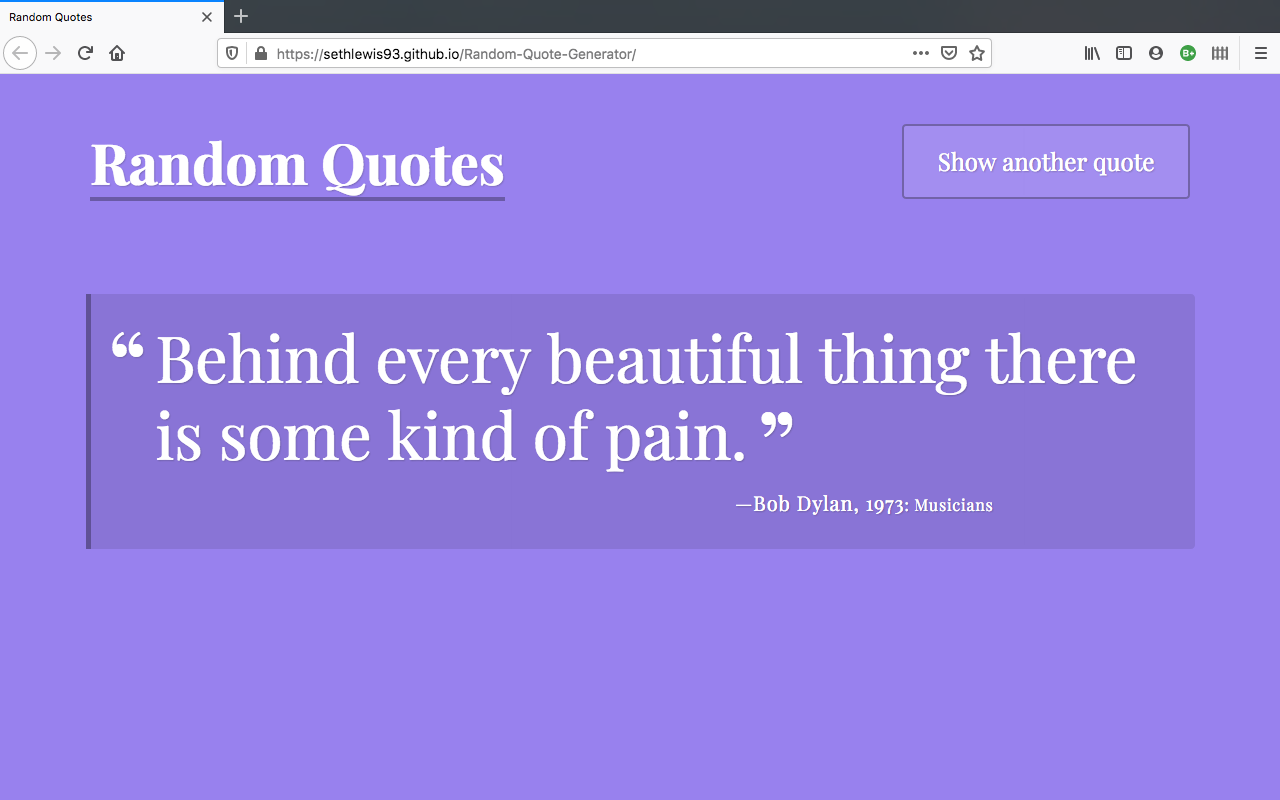 Random Quotes
https://sethlewis93.github.io/Random-Quote-Generator/
B+
Random Quotes
Show another quote
“ Behind every beautiful thing there
is some kind of pain. ”
—Bob Dylan, 1973: Musicians